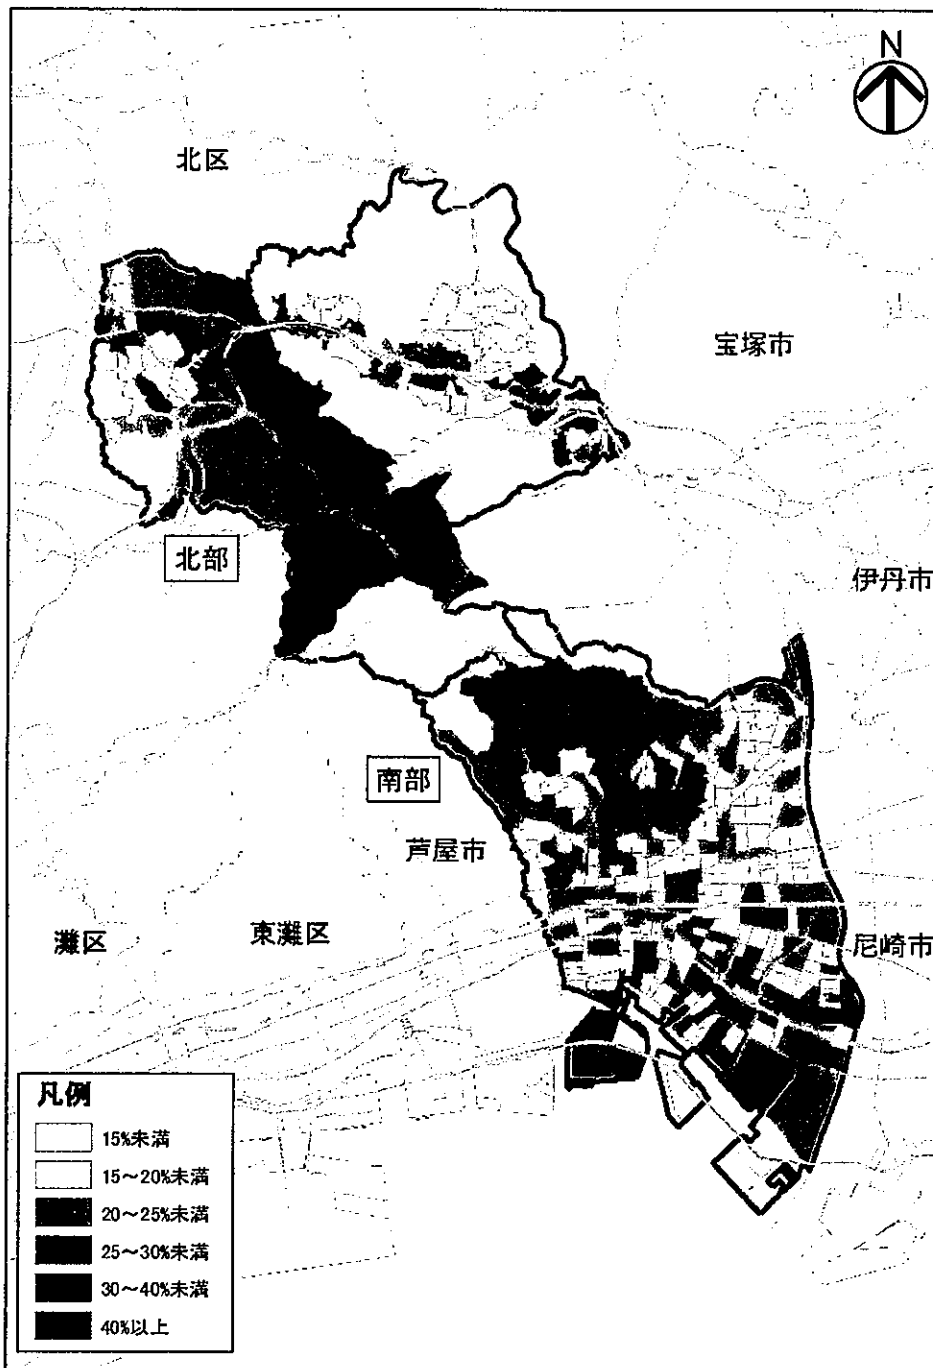 N
北区
宝塚市
北部
伊丹市
南部
芦屋市
灘区
東灘区
尼崎市
凡例
15%未満
15～20%未満
20～25%未満
25～30%未満
30～40%未満
40%以上